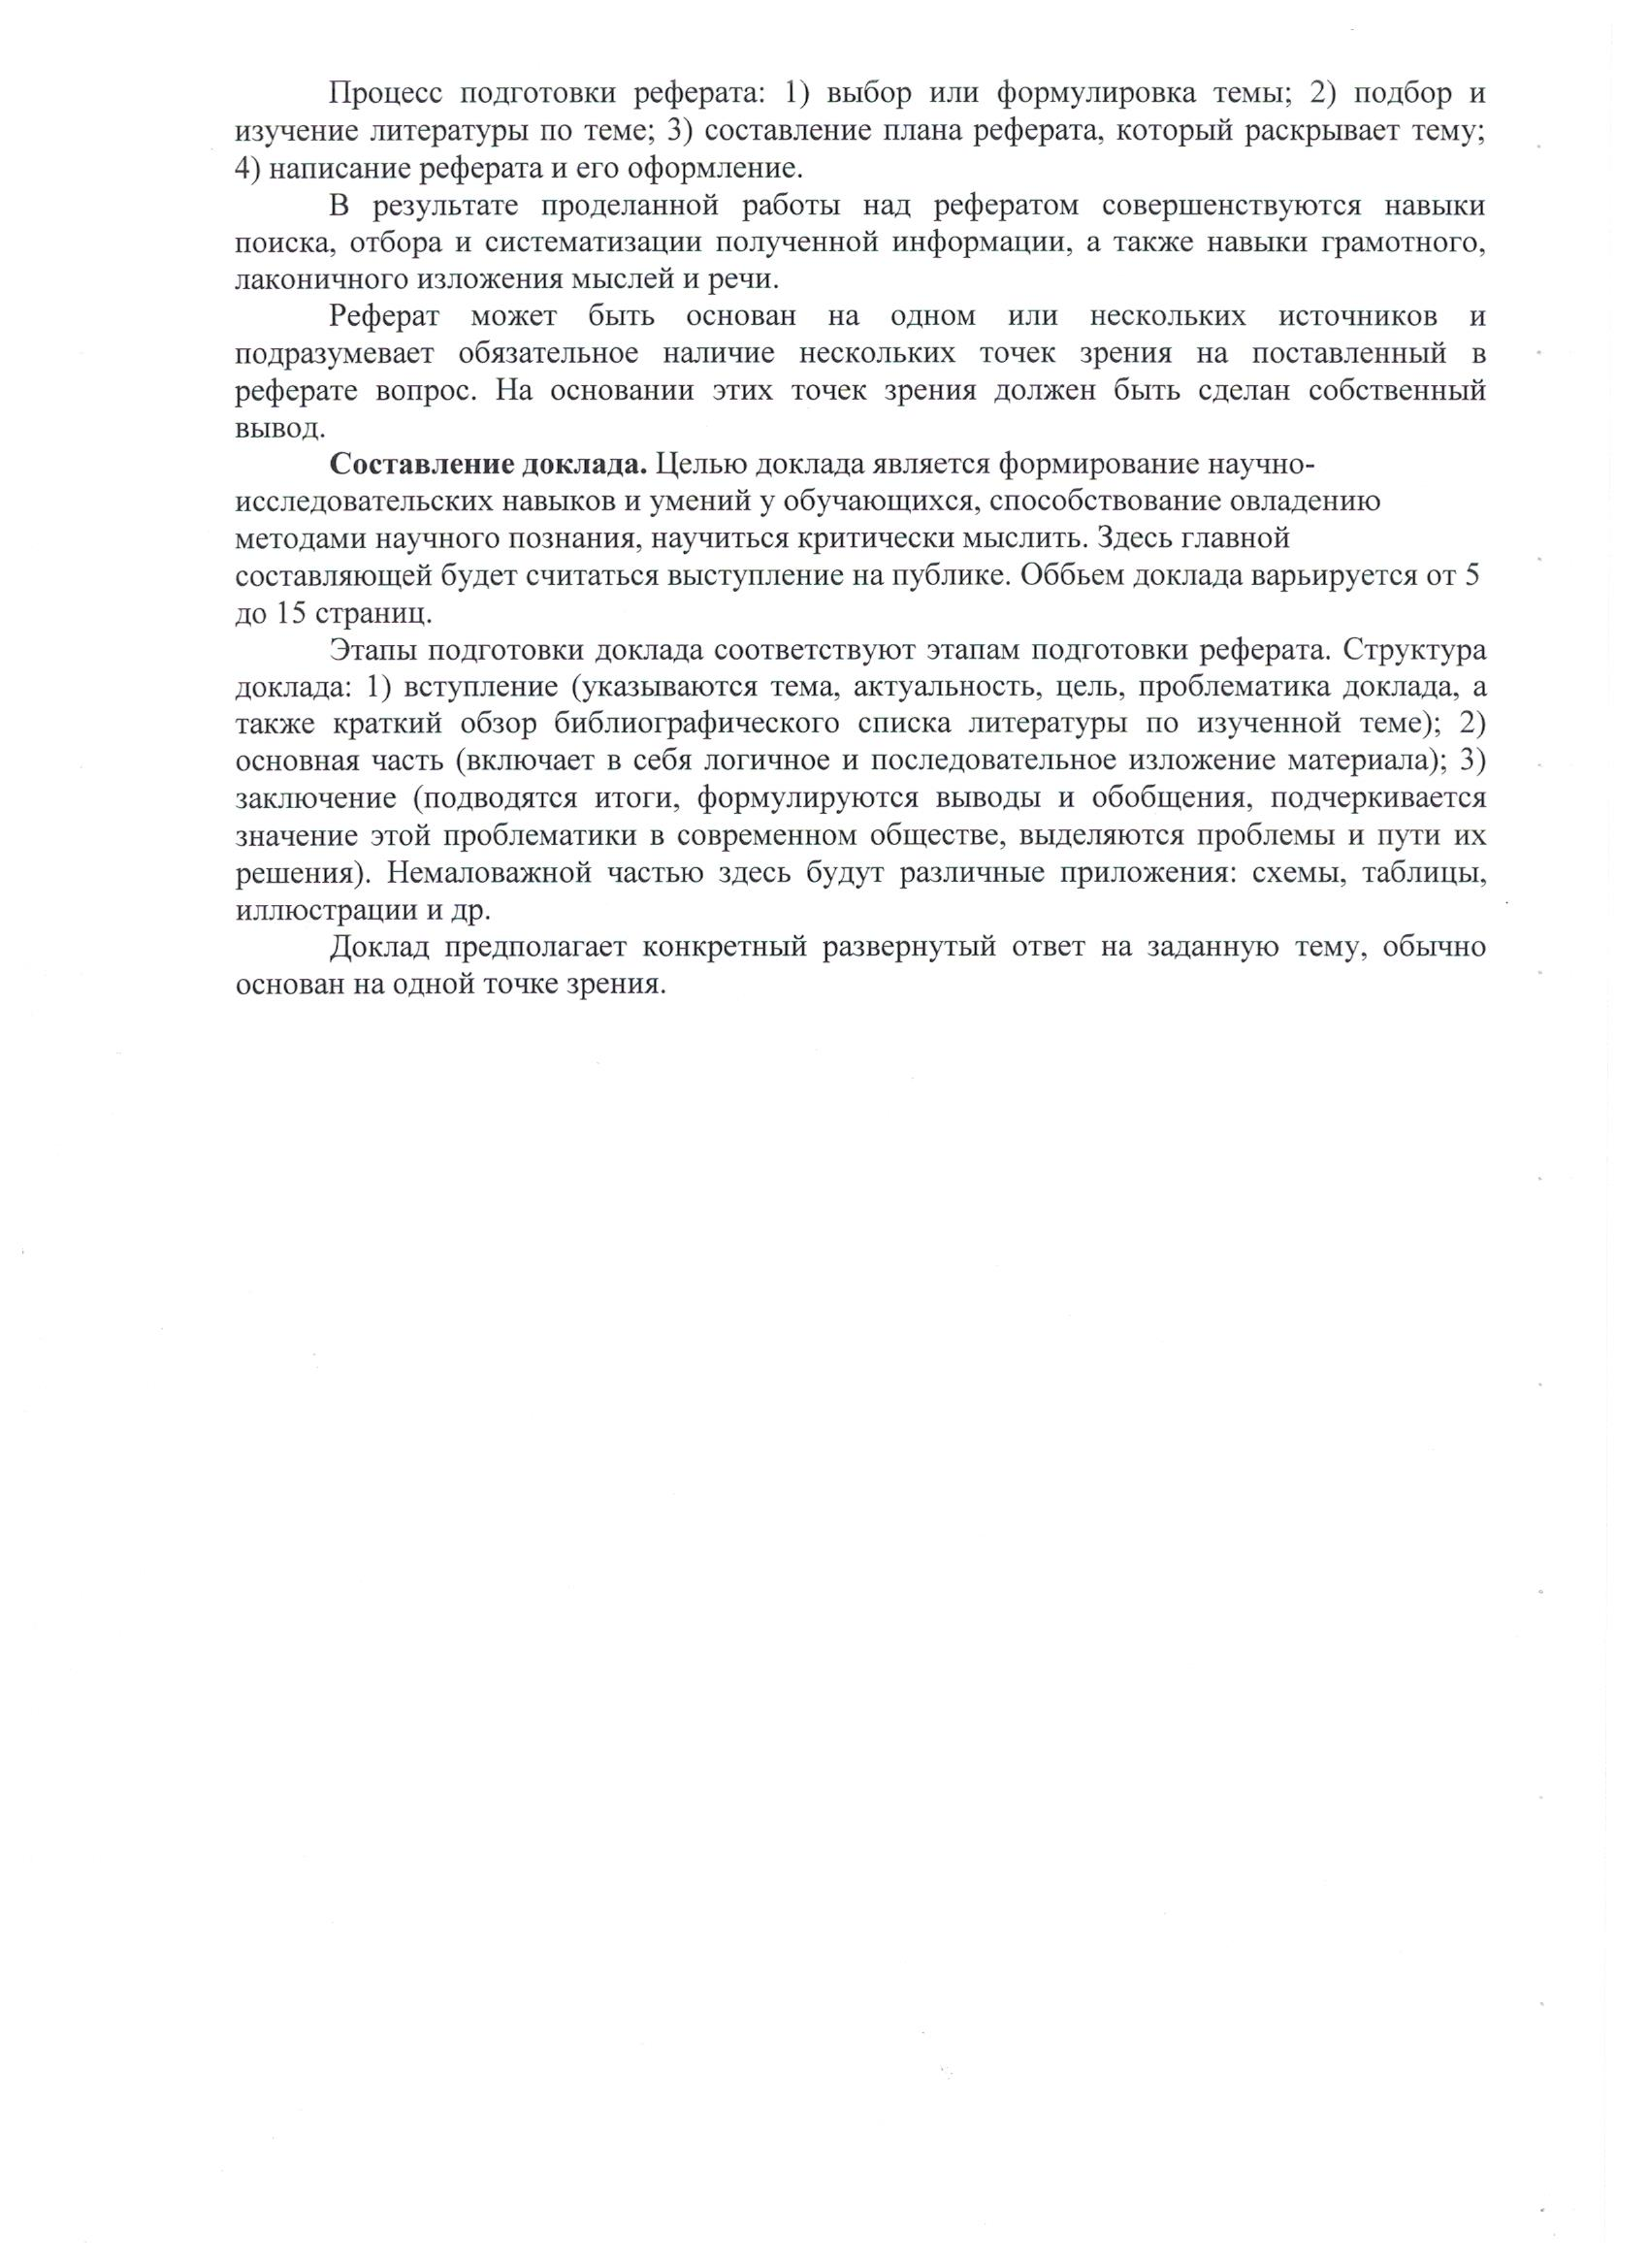 Процесс подготовки реферата: 1) выбор или формулировка темы; 2) подбор и
изучение литературы по теме; 3) составление плана реферата, который раскрывает тему;
4) написание реферата и его оформление.
В результате проделанной работы над рефератом совершенствуются навыки
поиска, отбора и систематизации полученной информации, а также навыки грамотного,
лаконичного изложения мыслей и речи.
Реферат может быть основан на одном или нескольких источников и
подразумевает обязательное наличие нескольких точек зрения на поставленный в
реферате вопрос. На основании этих точек зрения должен быть сделан собственный
вывод.
Составление доклада. Целью доклада является формирование научно-
исследовательских навыков и умений у обучающихся, способствование овладению
методами научного познания, научиться критически мыслить. Здесь главной
составляющей будет считаться выступление на публике. Оббьем доклада варьируется от 5
до 15 страниц.
Этапы подготовки доклада соответствуют этапам подготовки реферата. Структура
доклада: 1) вступление (указываются тема, актуальность, цель, проблематика доклада, а
также краткий обзор библиографического списка литературы по изученной теме); 2)
основная часть (включает в себя логичное и последовательное изложение материала); 3)
заключение (подводятся итоги, формулируются выводы и обобщения, подчеркивается
значение этой проблематики в современном обществе, выделяются проблемы и пути их
решения). Немаловажной частью здесь будут различные приложения: схемы, таблицы,
иллюстрации и др.
Доклад предполагает конкретный развернутый ответ на заданную тему, обычно
основан на одной точке зрения.